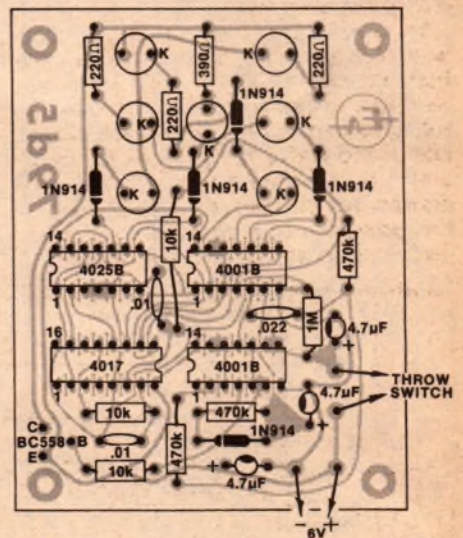 220Ω K 390Ω K 220Ω
K 220Ω K 1N914 K
1N914 K 1N914 K 1N914
10k 470k
14 14
4025B 4001B
1 .01 1 .022 1M 4.7µF +
16 14
4017 4001B
1 1 4.7µF +
THROW
SWITCH
C 10k 470k
BC558 B 470k 1N914
E .01
10k + 4.7µF
- +
6V